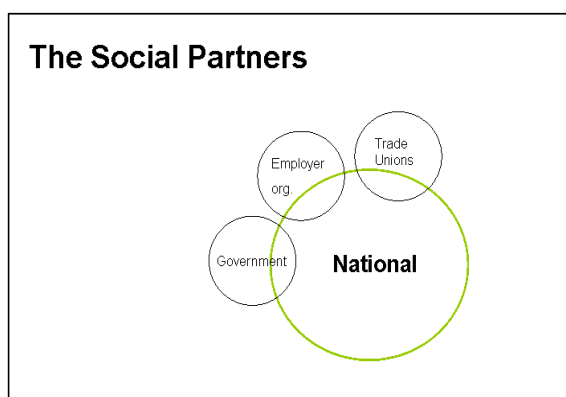 The Social Partners
Trade
Unions
Employer
org.
Government
National